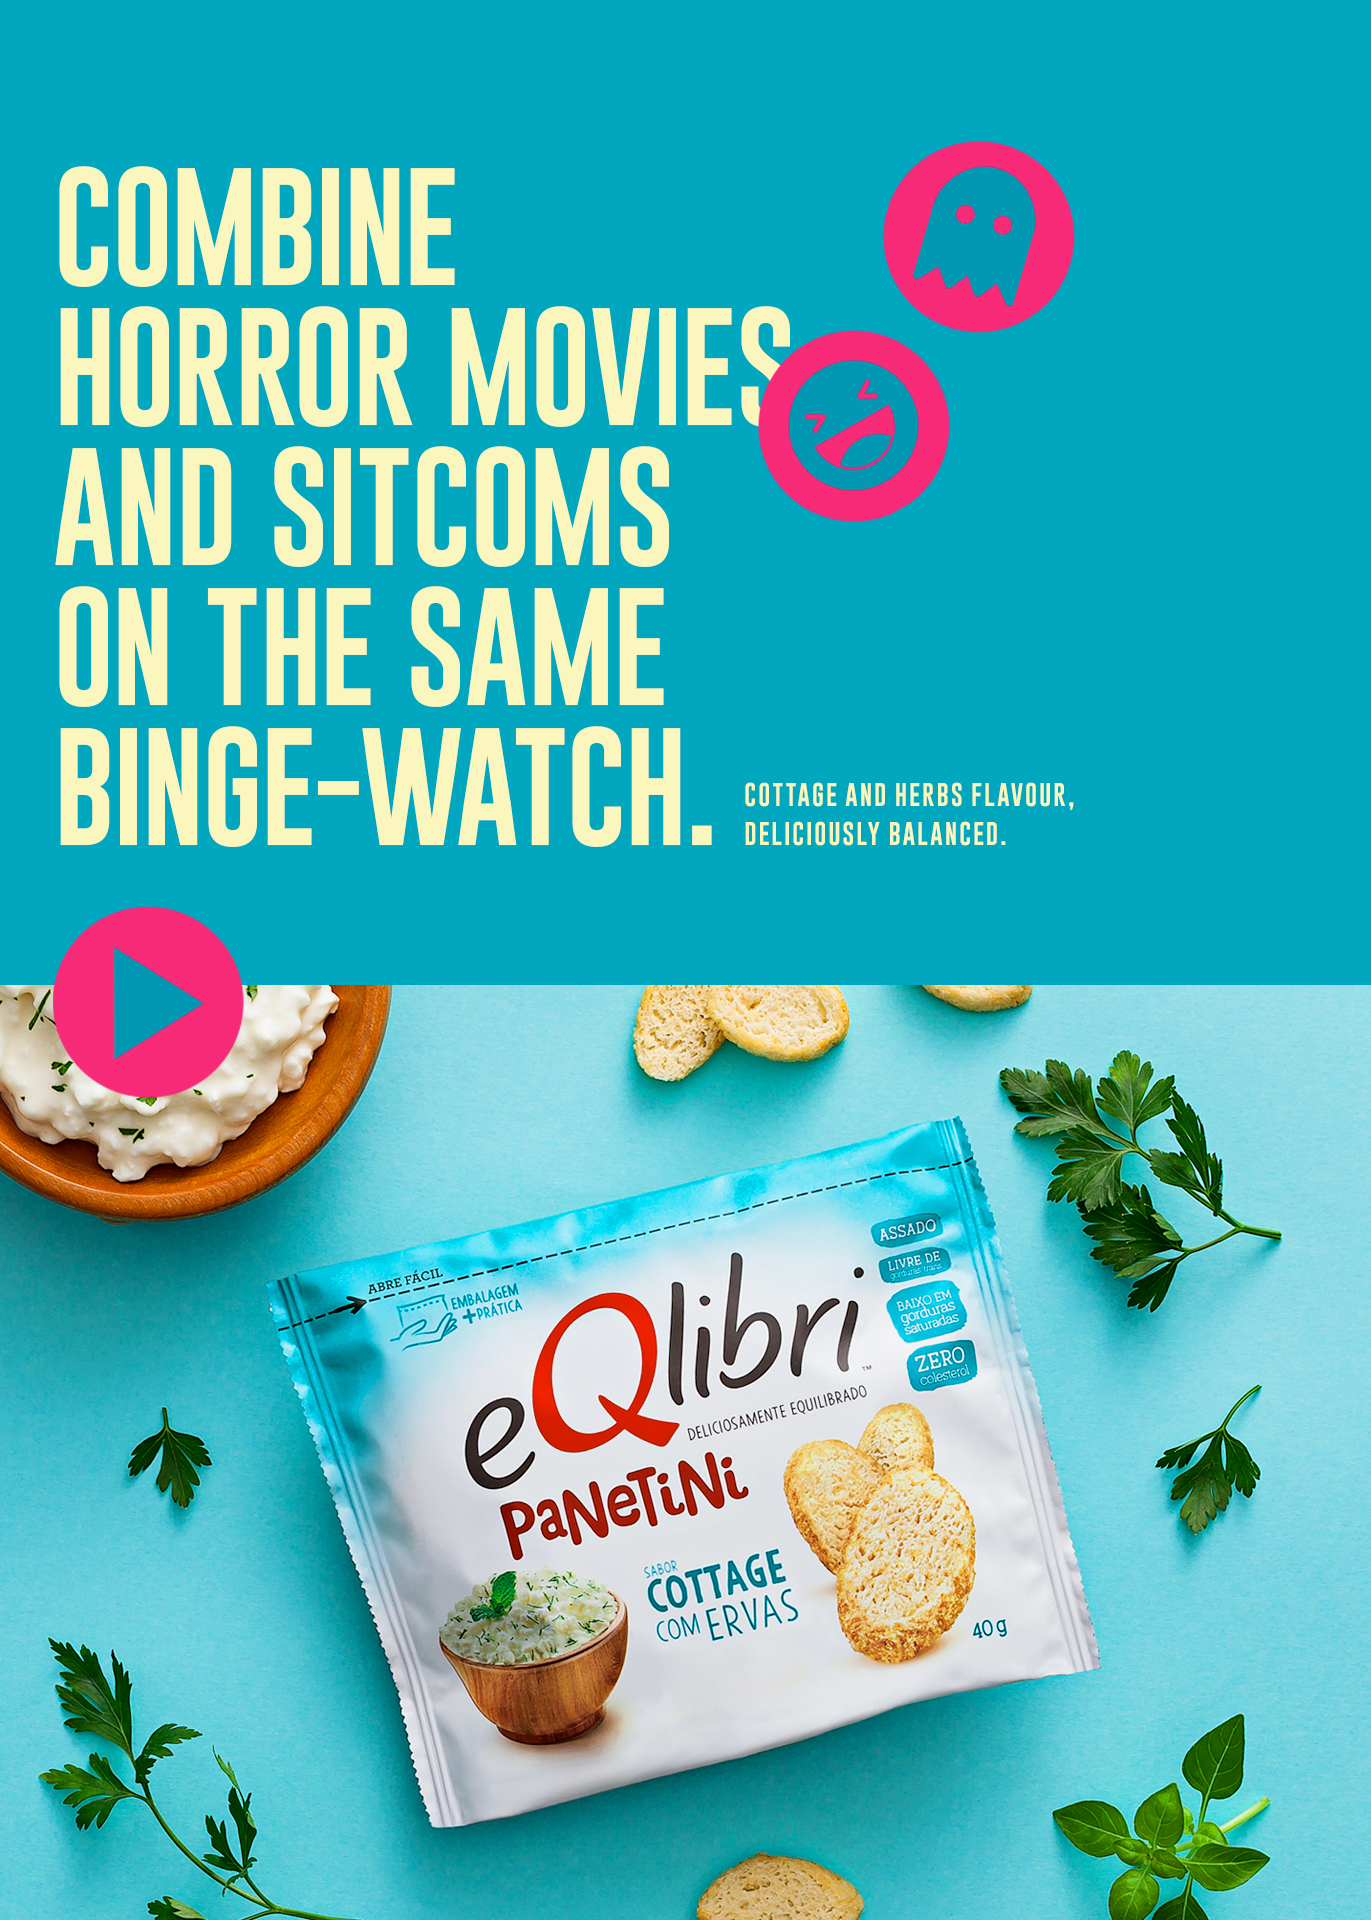 COMBINE
HORROR MOVIES
AND SITCOMS
ON THE SAME
BINGE-WATCH.
COTTAGE AND HERBS FLAVOUR,
DELICIOUSLY BALANCED.
ABRE FÁCIL
EMBALAGEM
+PRÁTICA
eQlibri
TM
DELICIOSAMENTE EQUILIBRADO
PANETINI
ASSADO
LIVRE DE
gorduras trans
BAIXO EM
gorduras
saturadas
ZERO
colesterol
SABOR
COTTAGE
COM ERVAS
40g